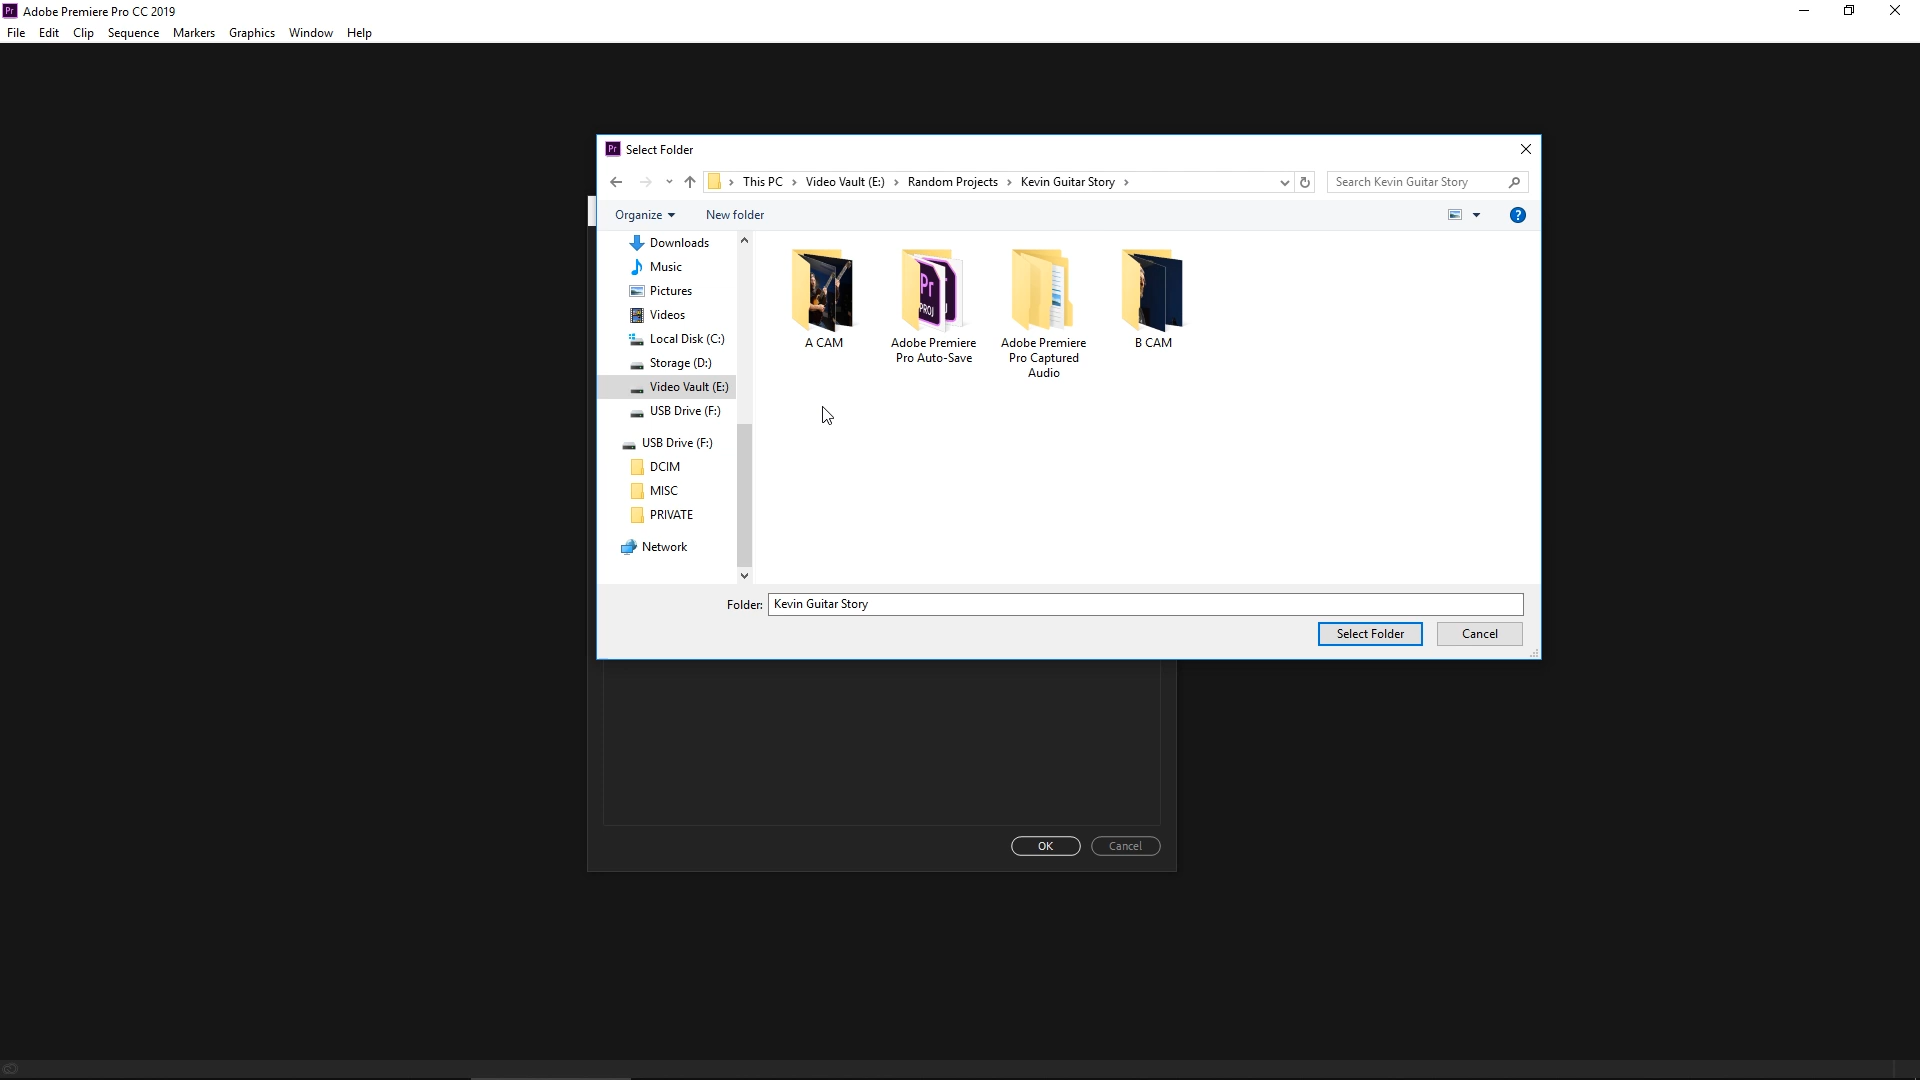 Adobe Premiere Pro CC 2019
File Edit Clip Sequence Markers Graphics Window Help
Select Folder
This PC > Video Vault (E:) > Random Projects > Kevin Guitar Story >
Search Kevin Guitar Story
Organize
New folder
Downloads
Music
Pictures
Videos
Local Disk (C:)
Storage (D:)
Video Vault (E:)
USB Drive (F:)
USB Drive (F:)
DCIM
MISC
PRIVATE
Network
A CAM
Adobe Premiere
Pro Auto-Save
Adobe Premiere
Pro Captured
Audio
B CAM
Folder: Kevin Guitar Story
Select Folder
Cancel
OK
Cancel